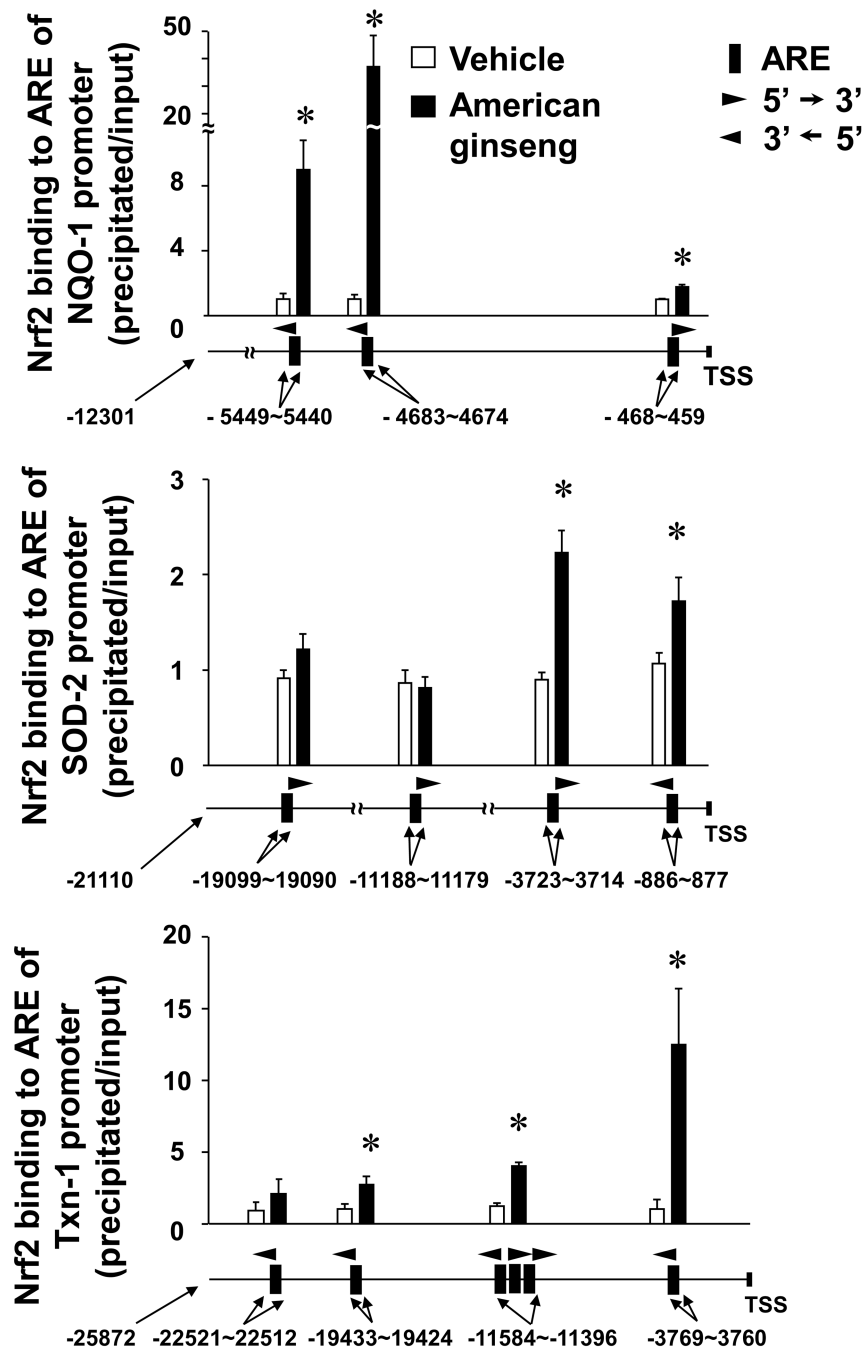 Nrf2 binding to ARE of
NQO-1 promoter
(precipitated/input)
50
20
8
4
0
*
*
*
Vehicle
American
ginseng
ARE
5' → 3'
3' ← 5'
TSS
-12301
- 5449~5440
- 4683~4674
- 468~459
Nrf2 binding to ARE of
SOD-2 promoter
(precipitated/input)
3
2
1
0
*
*
TSS
-21110
-19099~19090
-11188~11179
-3723~3714
-886~877
Nrf2 binding to ARE of
Txn-1 promoter
(precipitated/input)
20
15
10
5
0
*
*
*
TSS
-25872
-22521~22512
-19433~19424
-11584~-11396
-3769~3760